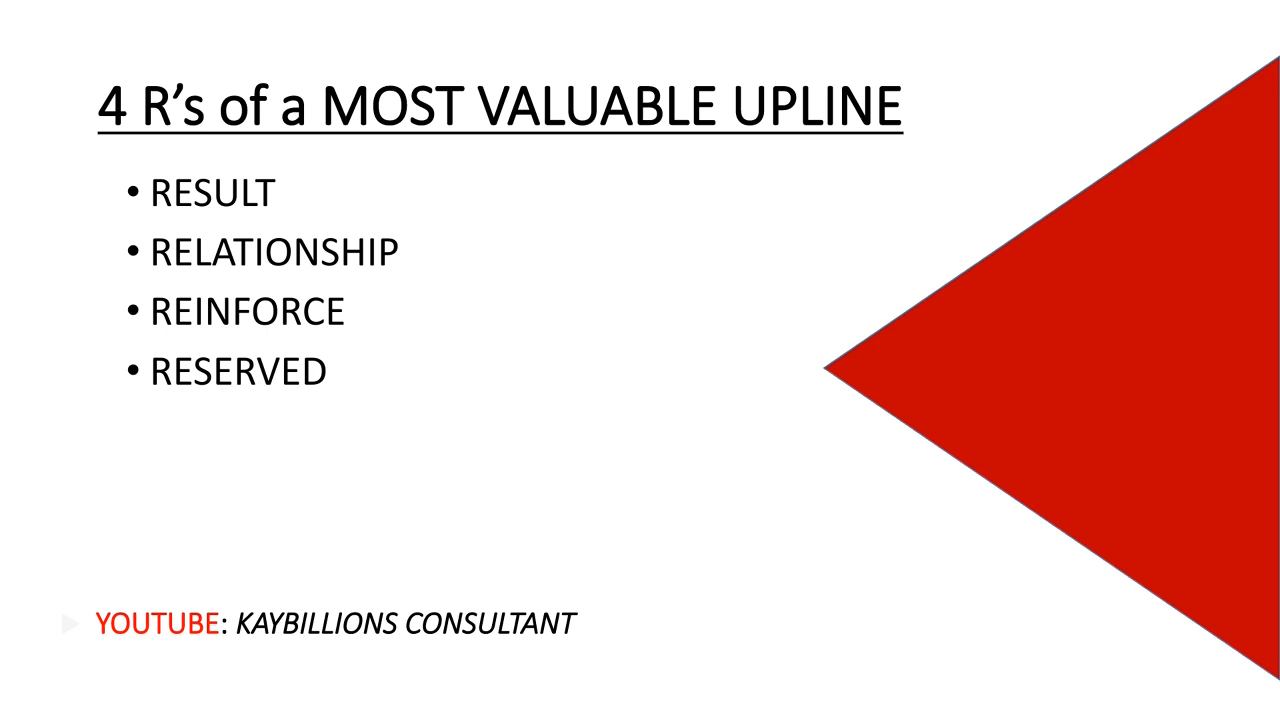 4 R’s of a MOST VALUABLE UPLINE
• RESULT
• RELATIONSHIP
• REINFORCE
• RESERVED
YOUTUBE: KAYBILLIONS CONSULTANT